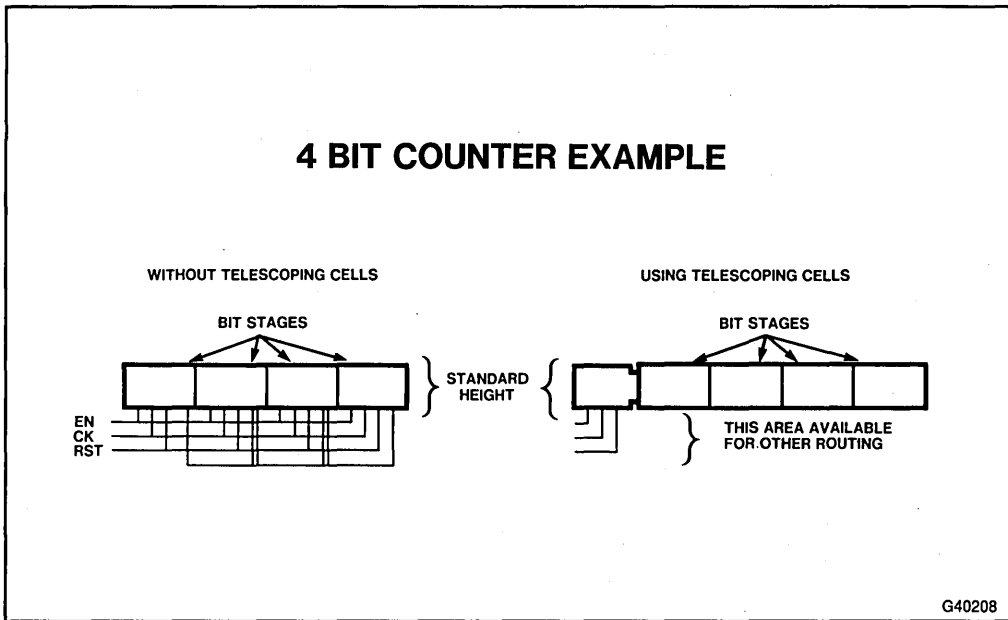 4 BIT COUNTER EXAMPLE
WITHOUT TELESCOPING CELLS
BIT STAGES
EN
CK
RST
STANDARD
HEIGHT
USING TELESCOPING CELLS
BIT STAGES
THIS AREA AVAILABLE
FOR OTHER ROUTING
G40208